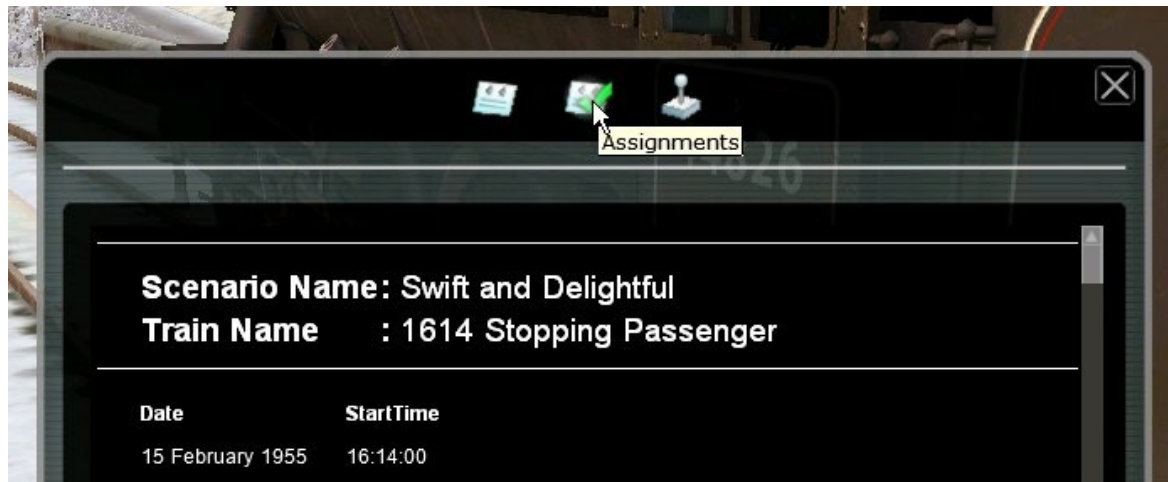 Assignments
Scenario Name: Swift and Delightful
Train Name : 1614 Stopping Passenger
Date StartTime
15 February 1955 16:14:00